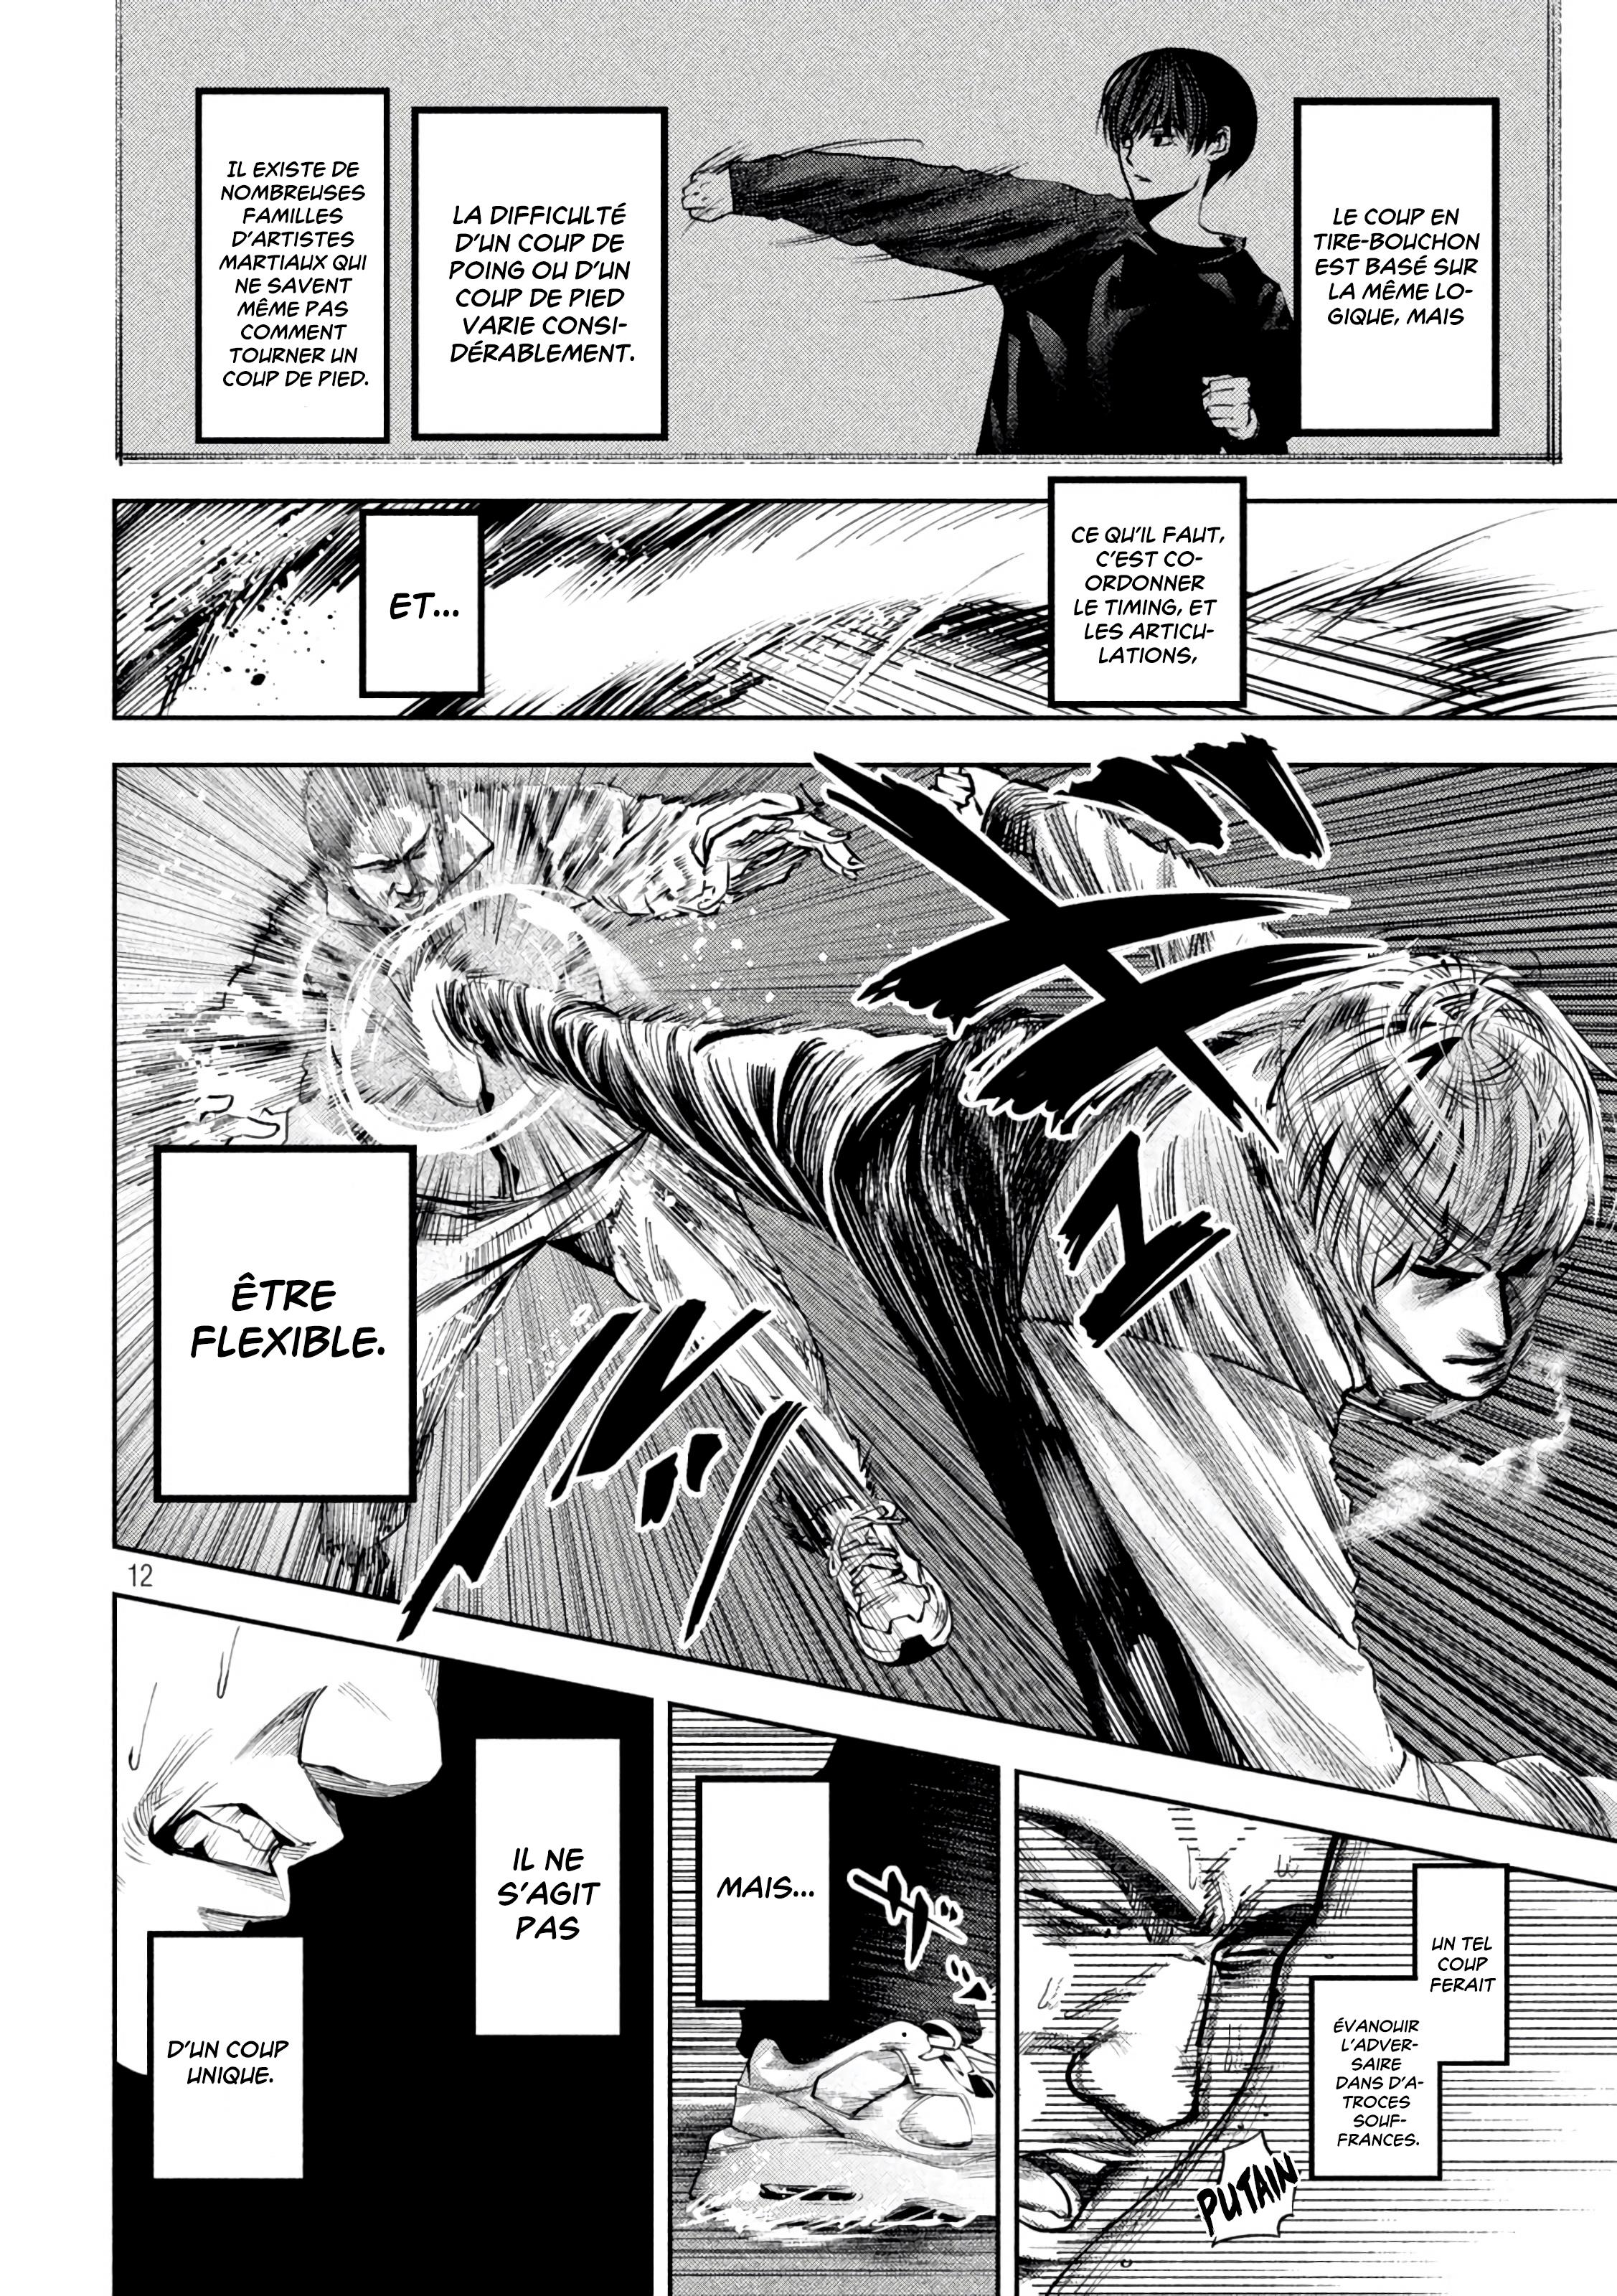 LE COUP EN
TIRE-BOUCHON
EST BASÉ SUR
LA MÊME LO-
GIQUE, MAIS
LA DIFFICULTÉ
D'UN COUP DE
POING OU D'UN
COUP DE PIED
VARIE CONSI-
DÉRABLEMENT.
IL EXISTE DE
NOMBREUSES
FAMILLES
D'ARTISTES
MARTIAUX QUI
NE SAVENT
MÊME PAS
COMMENT
TOURNER UN
COUP DE PIED.
CE QU'IL FAUT,
C'EST CO-
ORDONNER
LE TIMING, ET
LES ARTICU-
LATIONS,
ET...
ÊTRE
FLEXIBLE.
12
UN TEL
COUP
FERAIT
ÉVANOUIR
L'ADVER-
SAIRE
DANS D'A-
TROCES
SOUF-
FRANCES.
PUTAIN
MAIS...
IL NE
S'AGIT
PAS
D'UN COUP
UNIQUE.